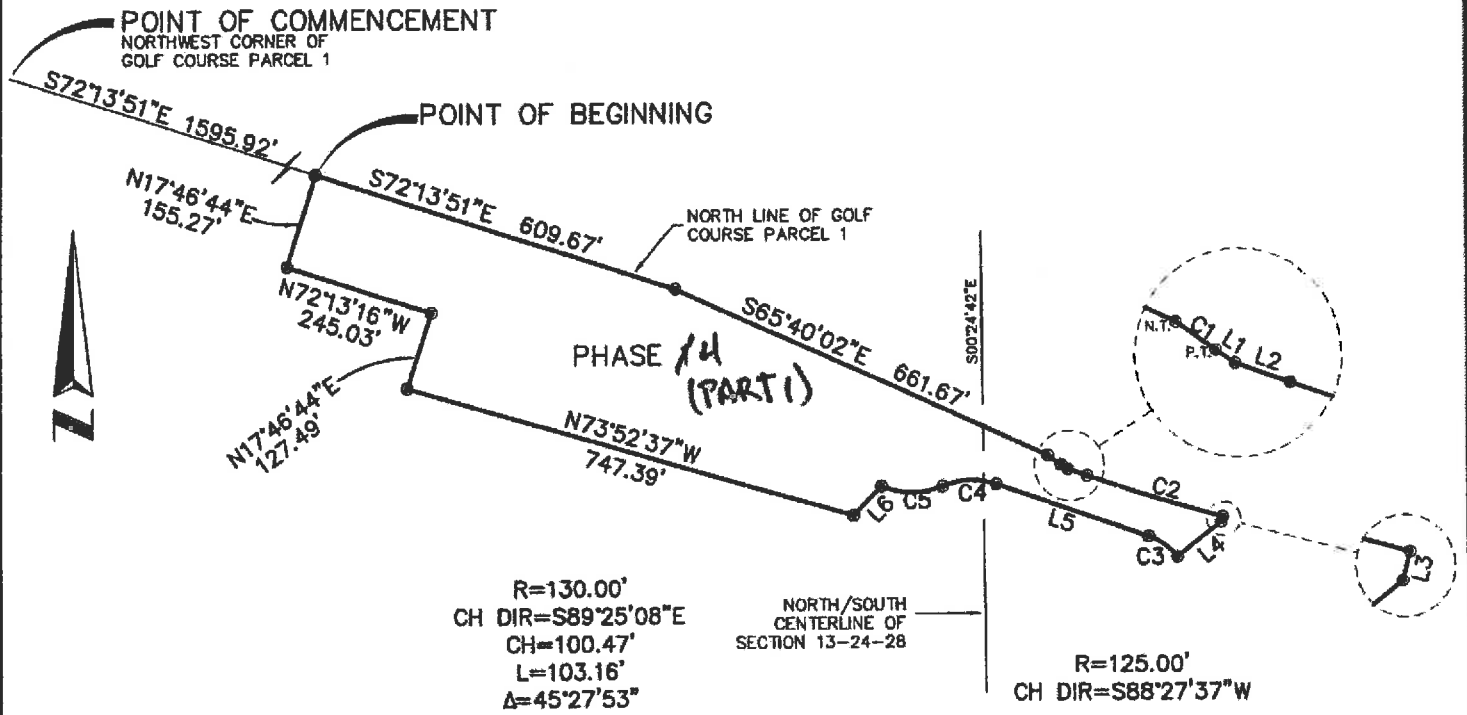 POINT OF COMMENCEMENT
NORTHWEST CORNER OF
GOLF COURSE PARCEL 1
S72°13'51"E 1595.92'
POINT OF BEGINNING
N17°46'44"E
155.27'
S72°13'51"E 609.67'
NORTH LINE OF GOLF
COURSE PARCEL 1
N72°13'16"W
245.03'
S65°40'02"E 661.67'
S00°24'42"E
N.T. C1 L1 L2
P.T.
PHASE 14
(PART 1)
N17°46'44"E
127.49'
N73°52'37"W
747.39'
L6 C5 C4 L5 C3 L4 C2
L3
N
R=130.00'
CH DIR=S89°25'08"E
CH=100.47'
L=103.16'
Δ=45°27'53"
NORTH/SOUTH
CENTERLINE OF
SECTION 13-24-28
R=125.00'
CH DIR=S88°27'37"W